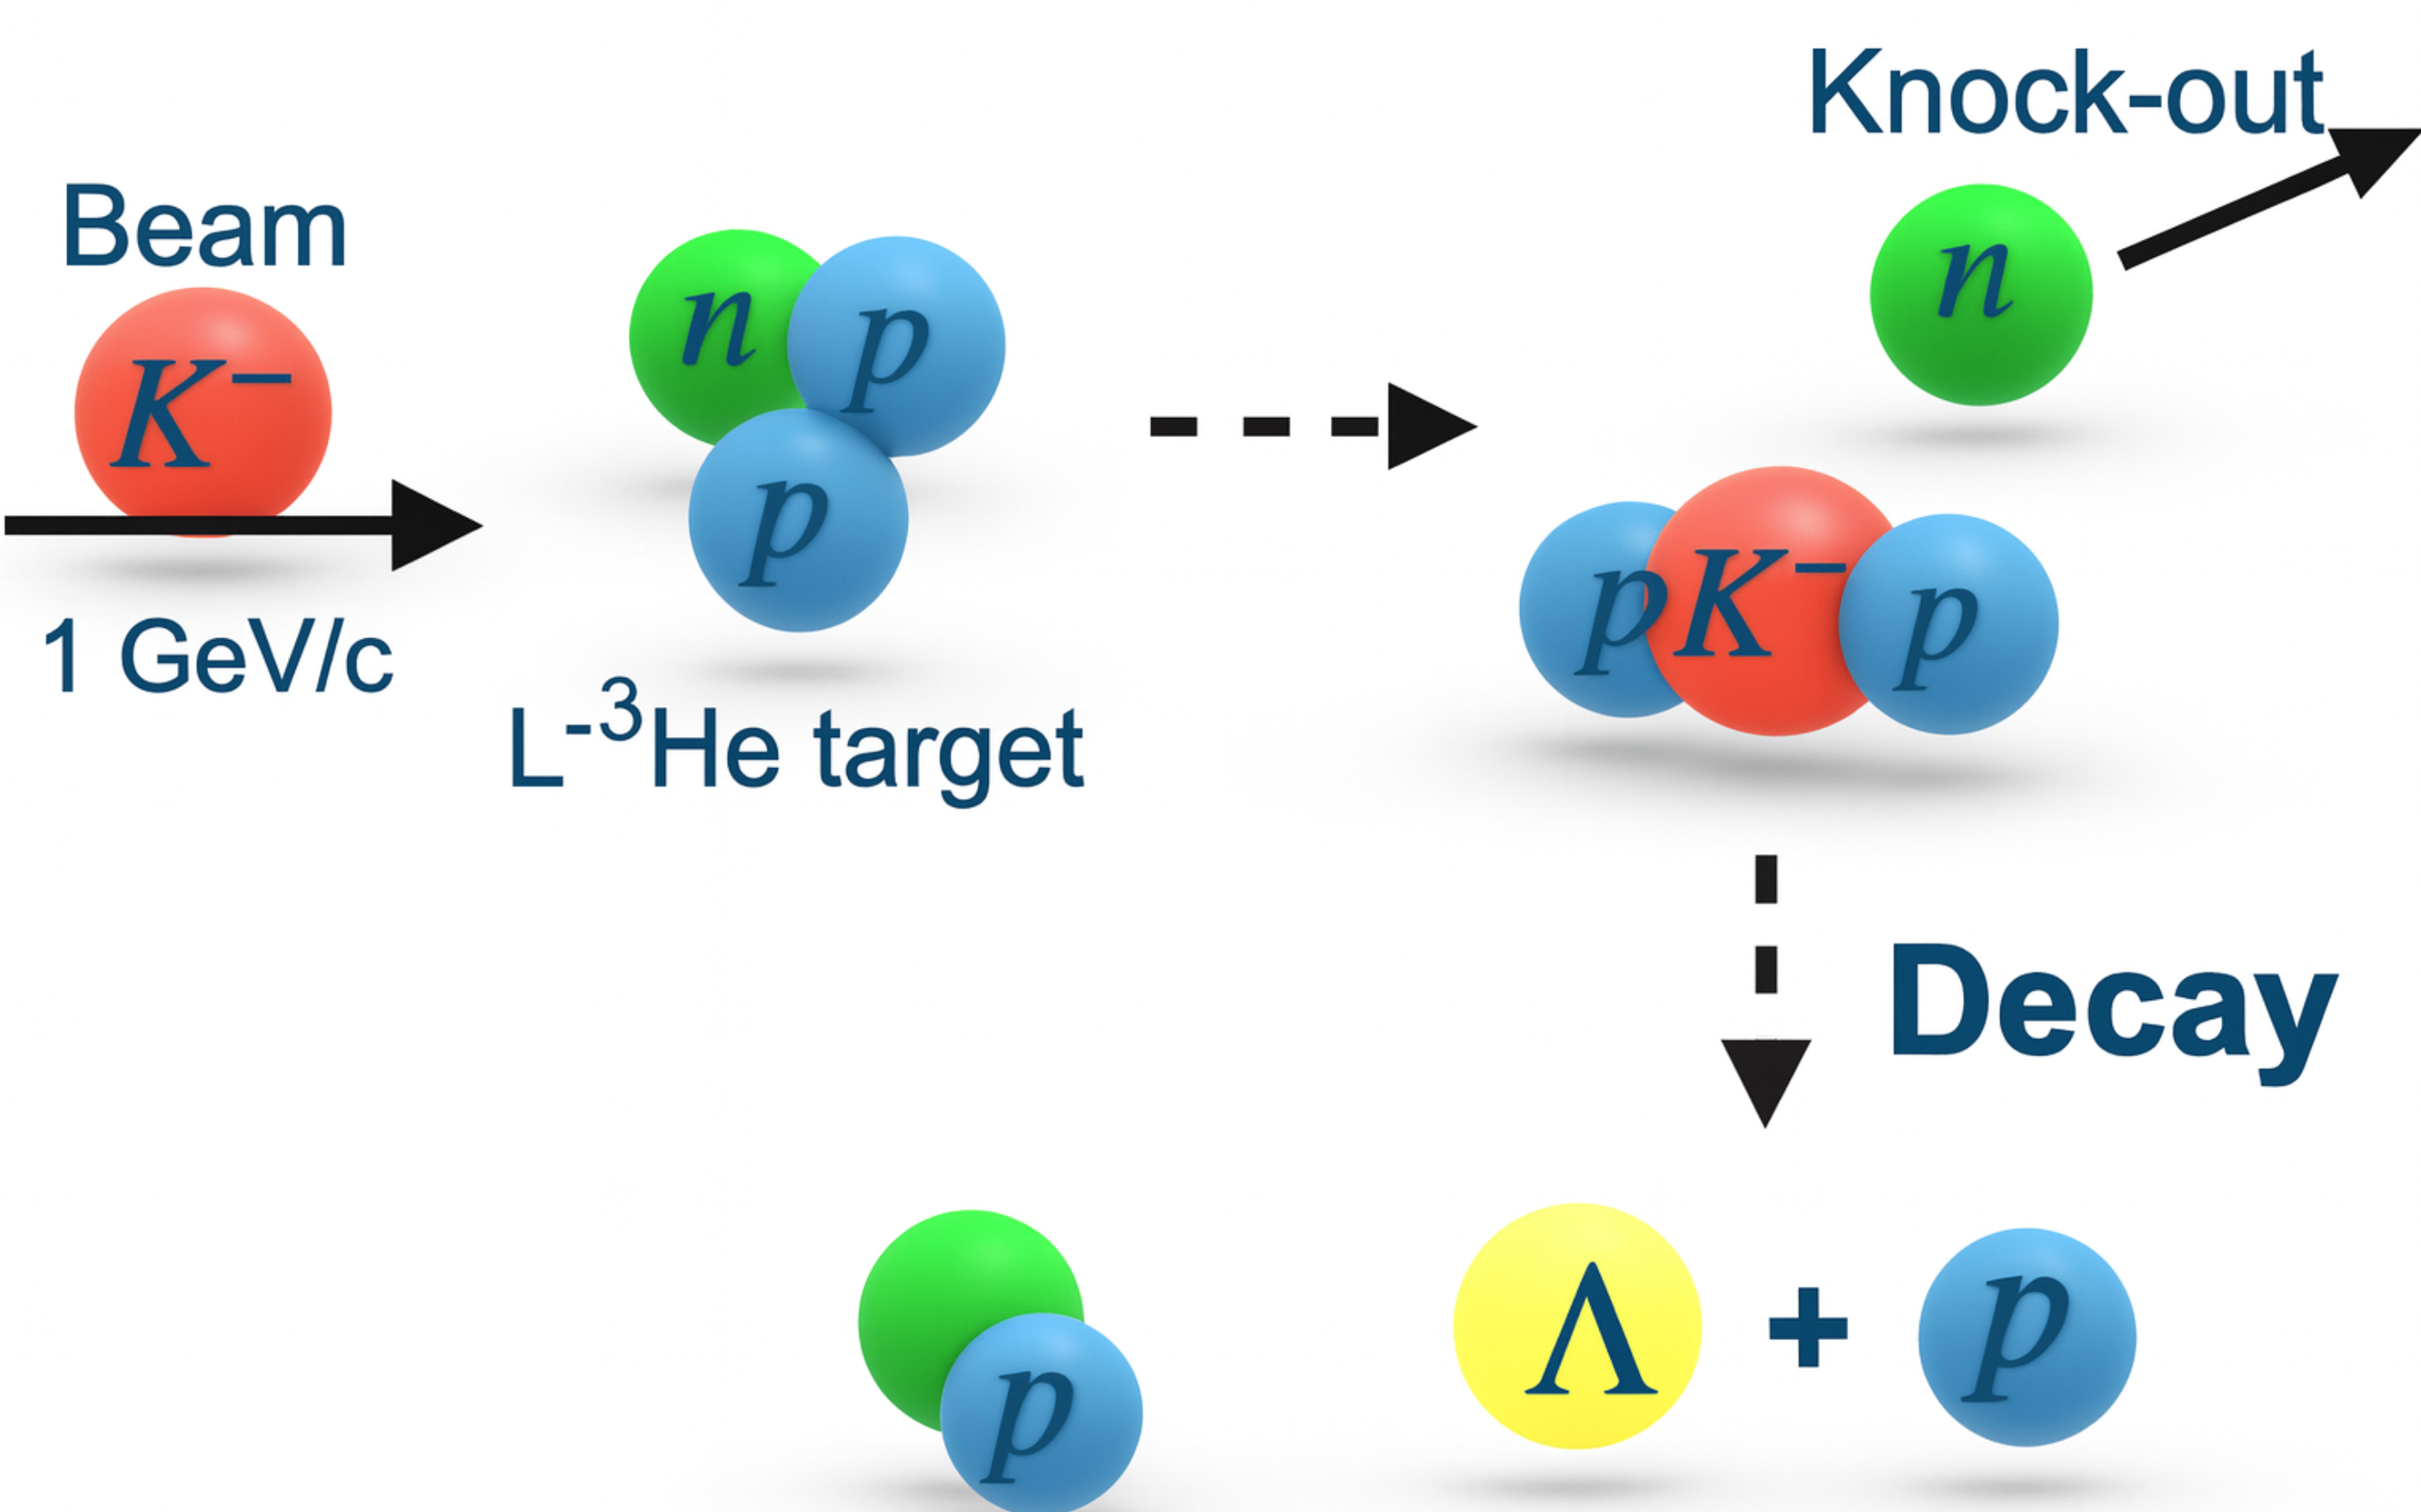 Knock-out
Beam
n
n
p
K⁻
p
pK⁻ p
1 GeV/c
L-³He target
Decay
Λ + p
p